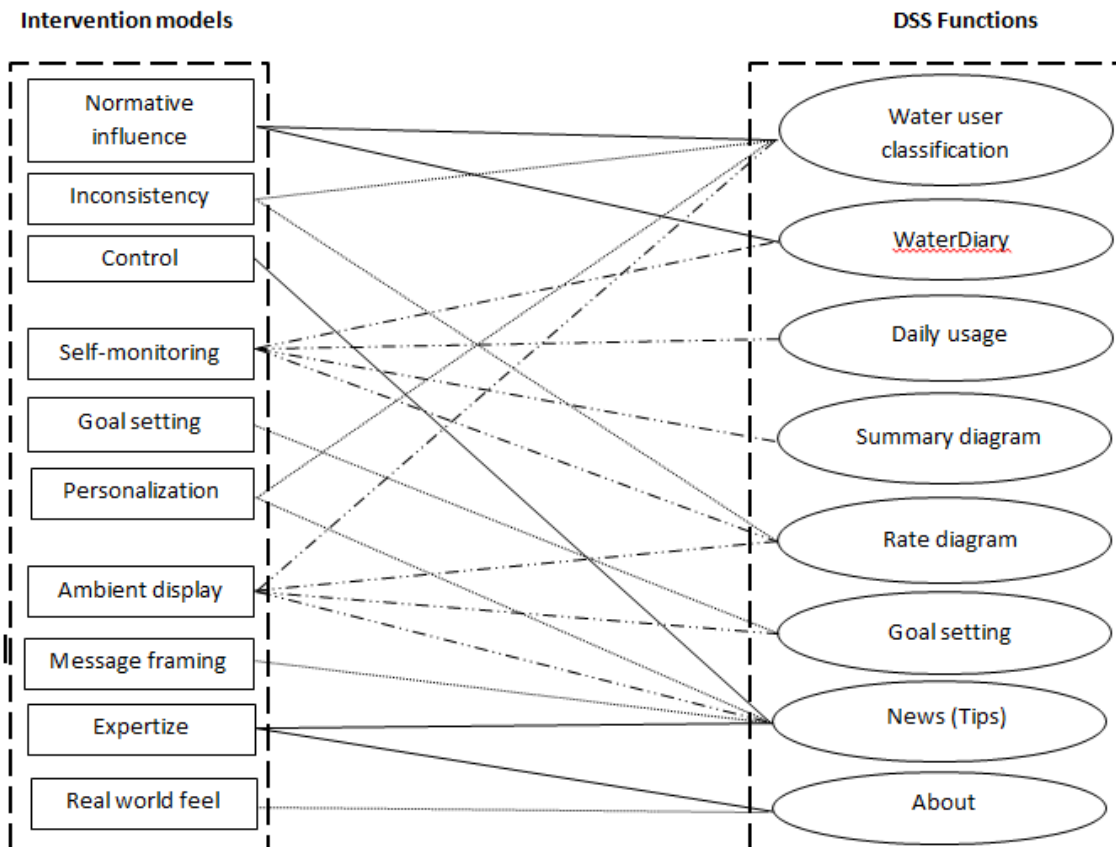 Intervention models
DSS Functions
Normative
influence
Inconsistency
Control
Self-monitoring
Goal setting
Personalization
Ambient display
Message framing
Expertize
Real world feel
Water user
classification
WaterDiary
Daily usage
Summary diagram
Rate diagram
Goal setting
News (Tips)
About